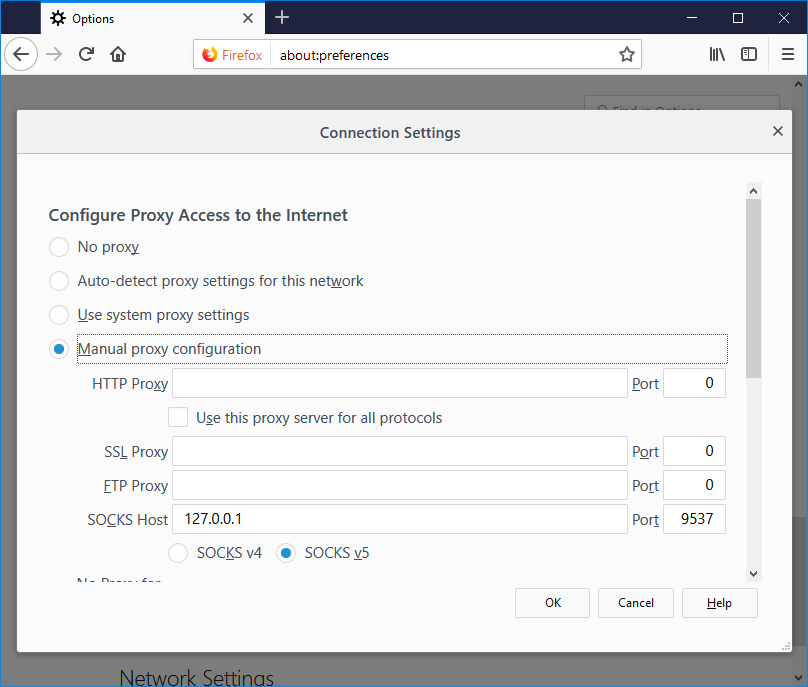 Options
Firefox about:preferences
Find in Options
Connection Settings
Configure Proxy Access to the Internet
No proxy
Auto-detect proxy settings for this network
Use system proxy settings
Manual proxy configuration
HTTP Proxy Port 0
Use this proxy server for all protocols
SSL Proxy Port 0
FTP Proxy Port 0
SOCKS Host 127.0.0.1 Port 9537
SOCKS v4 SOCKS v5
No Proxy for
OK Cancel Help
Network Settings